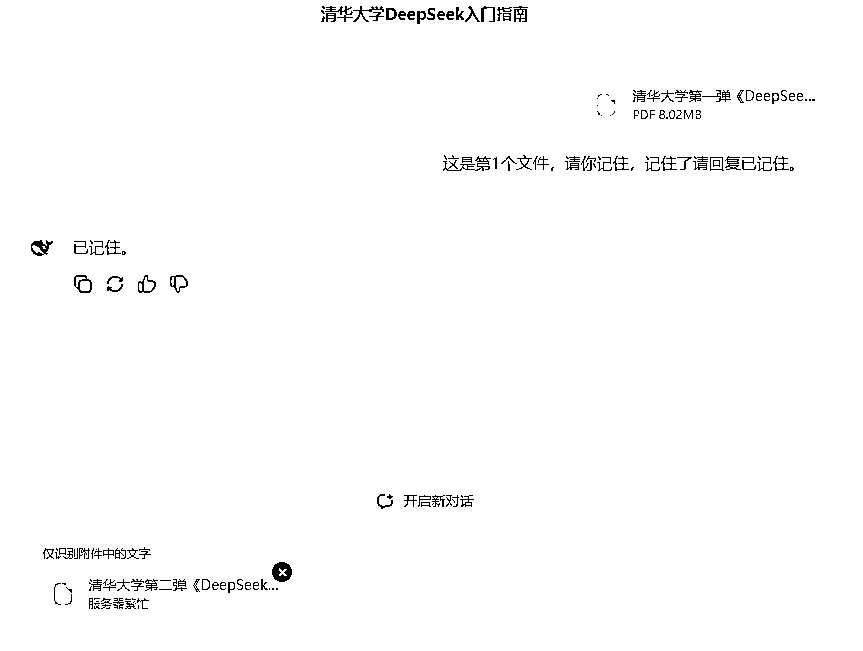 清华大学DeepSeek入门指南
清华大学第一弹《DeepSee...
PDF 8.02MB
这是第1个文件，请你记住，记住了请回复已记住。
已记住。
开启新对话
仅识别附件中的文字
清华大学第二弹《DeepSeek...
服务器繁忙